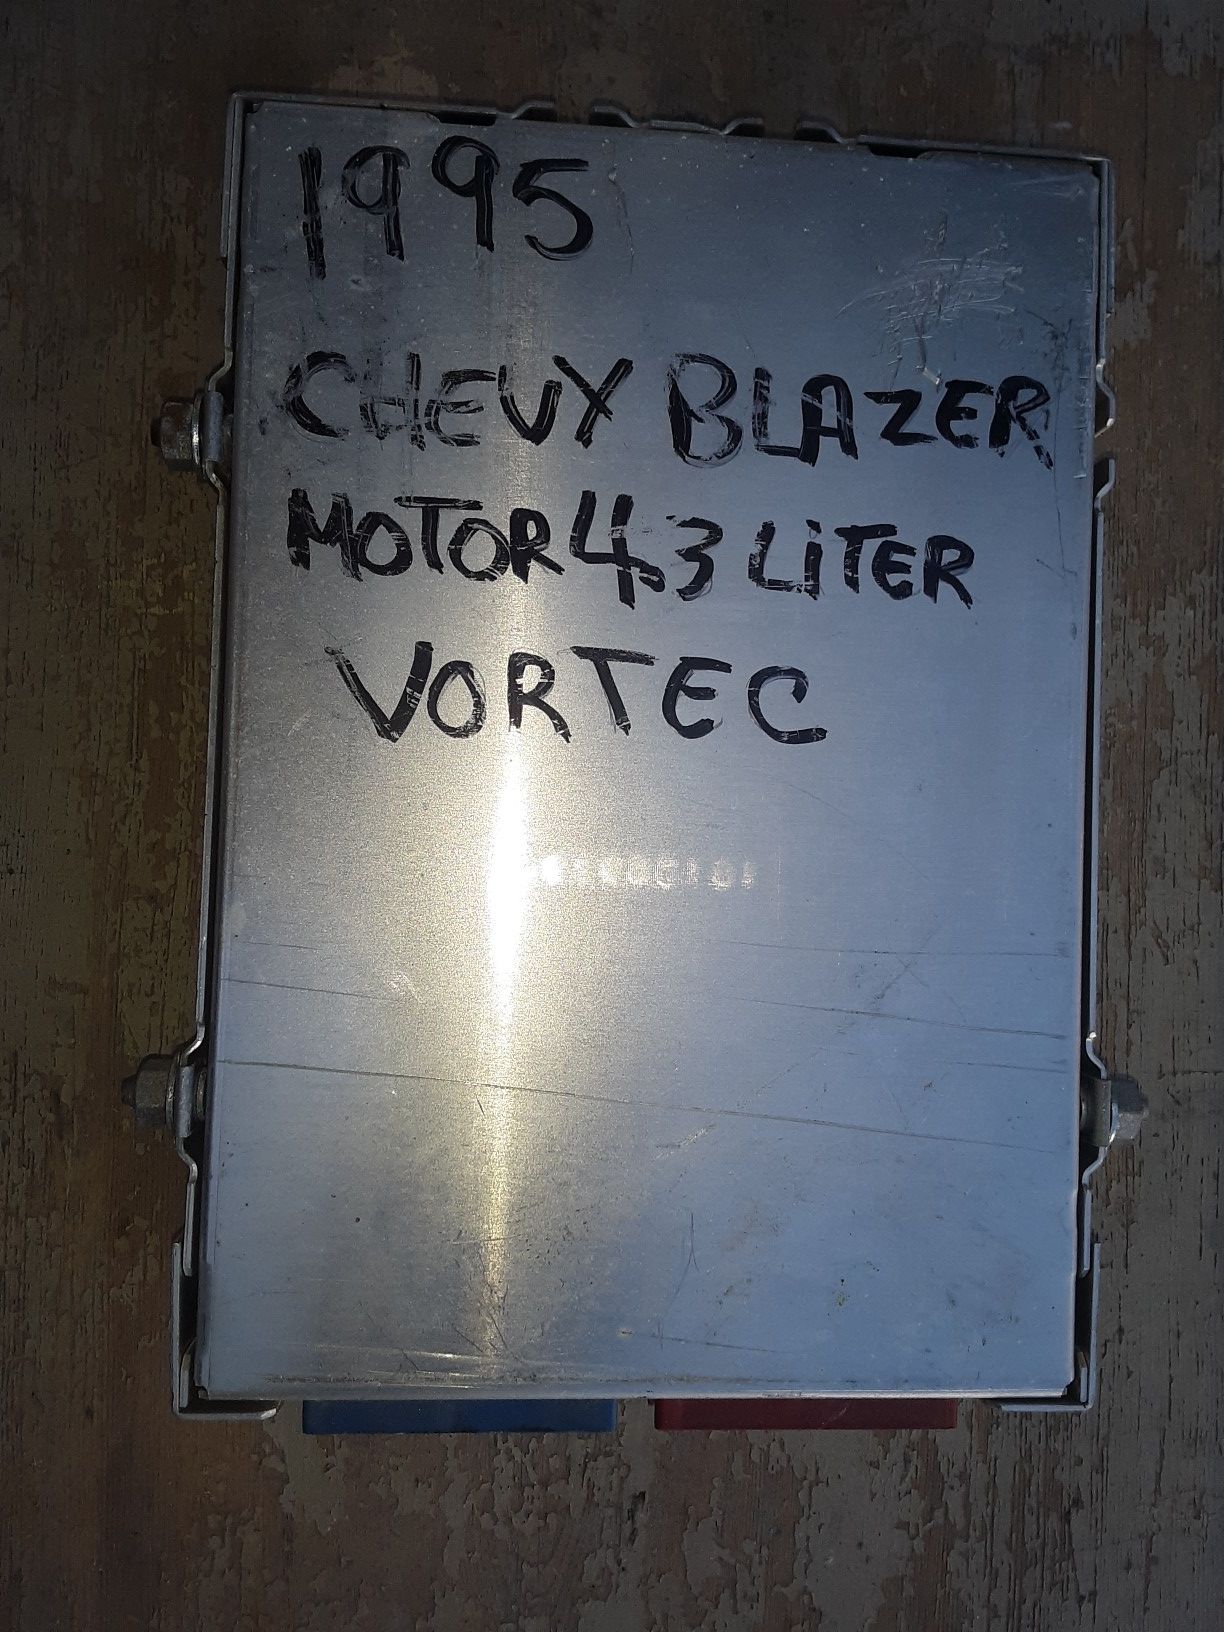 1995
CHEVY BLAZER
MOTOR 4.3 LiTER
VORTEC